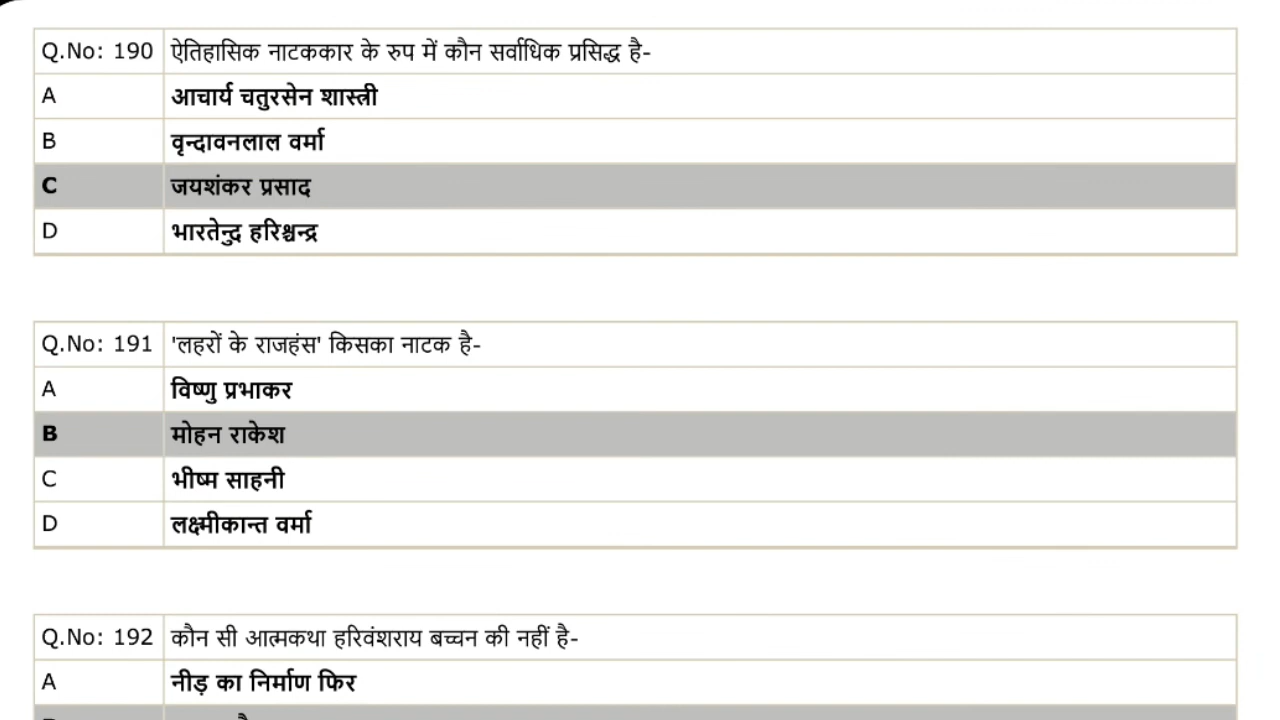 Q.No: 190 ऐतिहासिक नाटककार के रुप में कौन सर्वाधिक प्रसिद्ध है-
A आचार्य चतुरसेन शास्त्री
B वृन्दावनलाल वर्मा
C जयशंकर प्रसाद
D भारतेन्दु हरिश्चन्द्र
Q.No: 191 'लहरों के राजहंस' किसका नाटक है-
A विष्णु प्रभाकर
B मोहन राकेश
C भीष्म साहनी
D लक्ष्मीकान्त वर्मा
Q.No: 192 कौन सी आत्मकथा हरिवंशराय बच्चन की नहीं है-
A नीड़ का निर्माण फिर